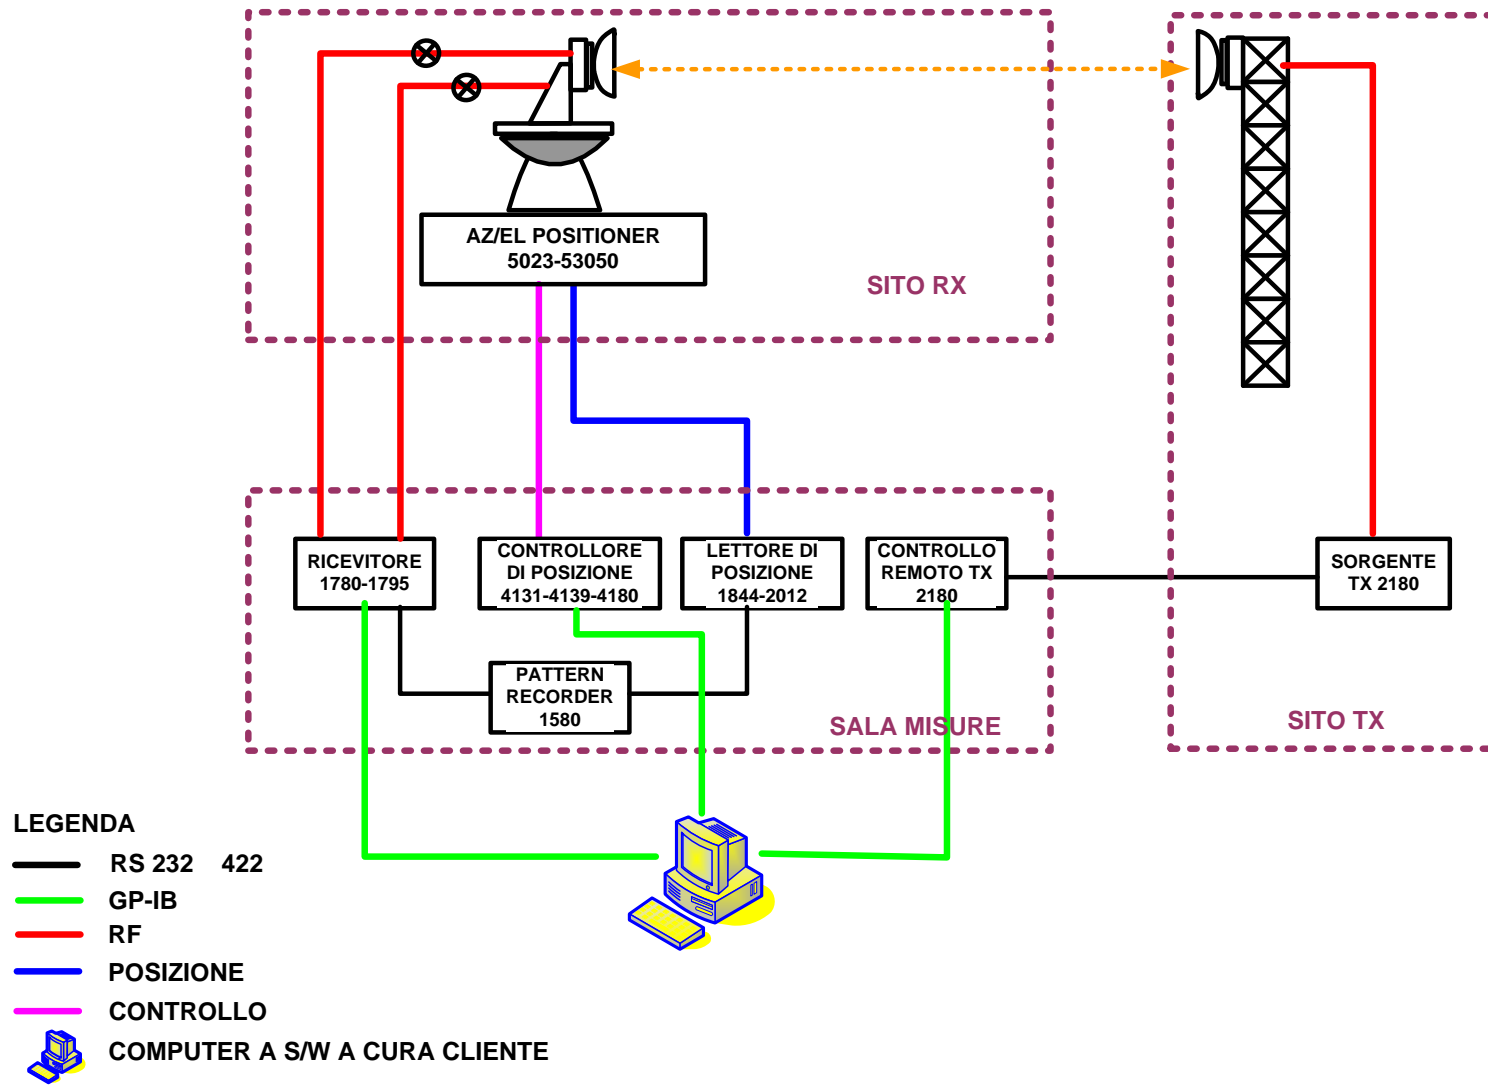 AZ/EL POSITIONER
5023-53050
SITO RX
RICEVITORE
1780-1795
CONTROLLORE
DI POSIZIONE
4131-4139-4180
LETTORE DI
POSIZIONE
1844-2012
CONTROLLO
REMOTO TX
2180
SORGENTE
TX 2180
PATTERN
RECORDER
1580
SALA MISURE
SITO TX
LEGENDA
RS 232 422
GP-IB
RF
POSIZIONE
CONTROLLO
COMPUTER A S/W A CURA CLIENTE